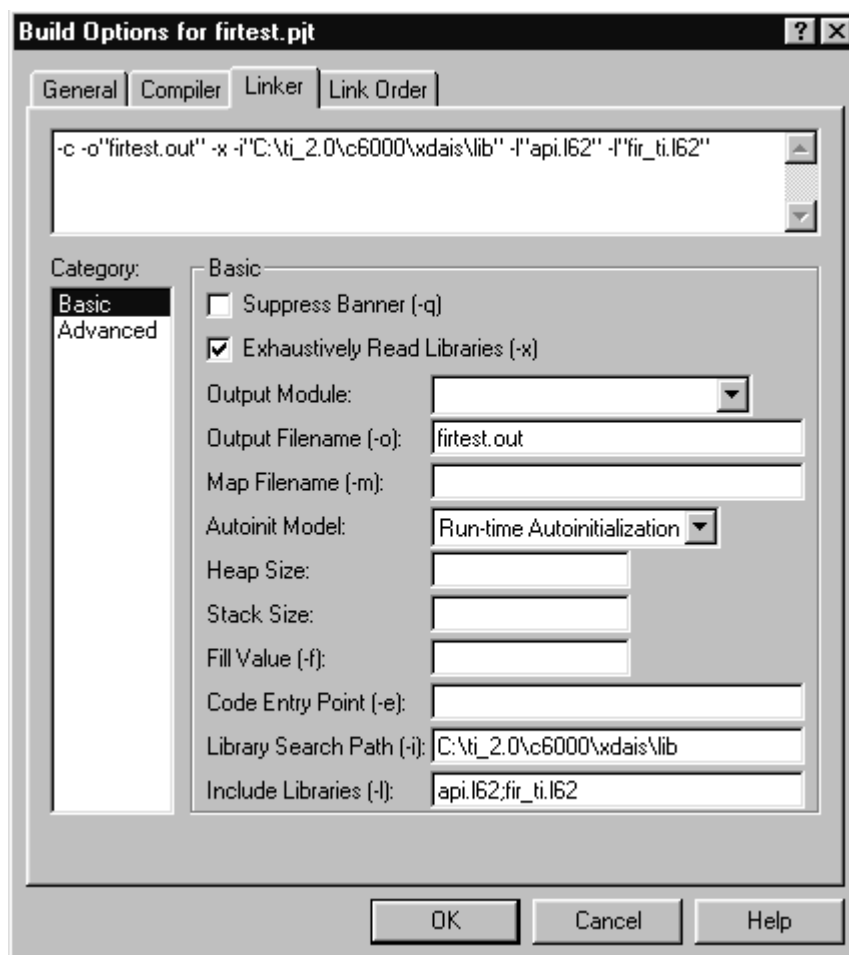 Build Options for firtest.pjt
General Compiler Linker Link Order
-c -o"firtest.out" -x -i"C:\ti_2.0\c6000\xdais\lib" -l"api.l62" -l"fir_ti.l62"
Category:
Basic
Advanced
Basic
Suppress Banner (-q)
Exhaustively Read Libraries (-x)
Output Module:
Output Filename (-o): firtest.out
Map Filename (-m):
Autoinit Model: Run-time Autoinitialization
Heap Size:
Stack Size:
Fill Value (-f):
Code Entry Point (-e):
Library Search Path (-i): C:\ti_2.0\c6000\xdais\lib
Include Libraries (-l): api.l62;fir_ti.l62
OK Cancel Help